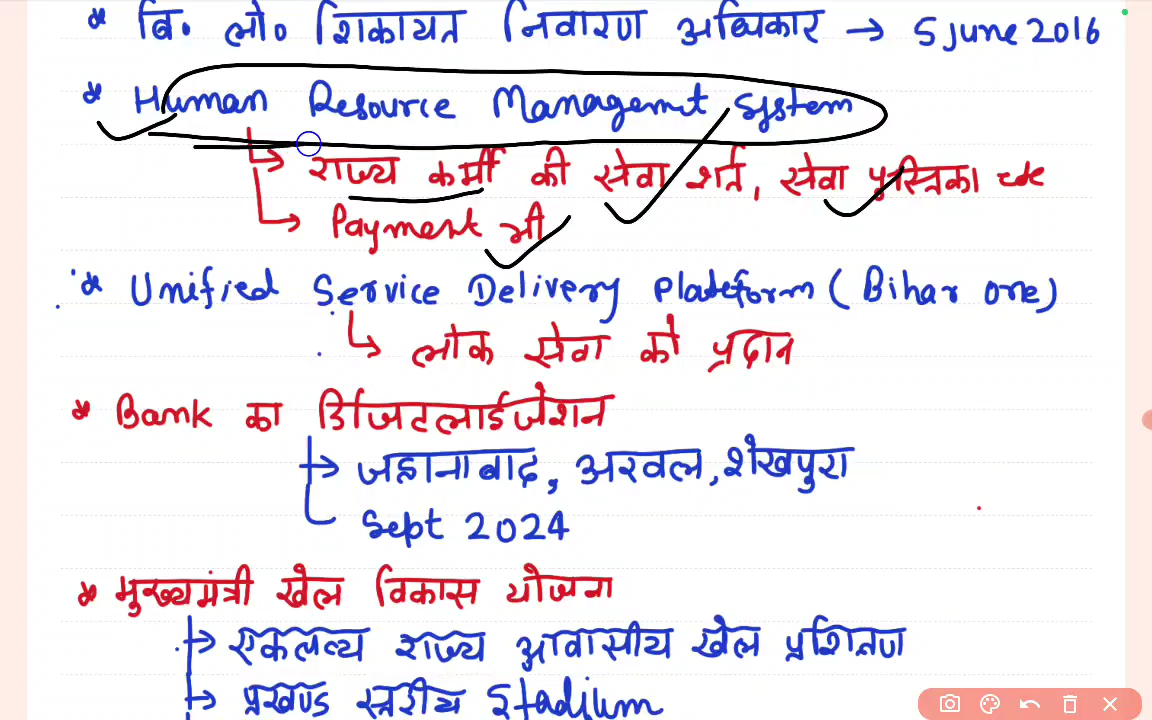 * बि० लो० शिकायत निवारण अधिकार → 5 June 2016
* Human Resource Managemt System
→ राज्य कर्मी की सेवा शर्त, सेवा पुस्तिका etc
→ Payment भी
* Unified Service Delivery Plateform (Bihar one)
↳ लोक सेवा को प्रदान
* Bank का डिजिटलाईजेशन
→ जहानाबाद, अरवल, शेखपुरा
Sept 2024
* मुख्यमंत्री खेल विकास योजना
→ एकलव्य राज्य आवासीय खेल प्रशिक्षण
→ प्रखण्ड स्तरीय Stadium